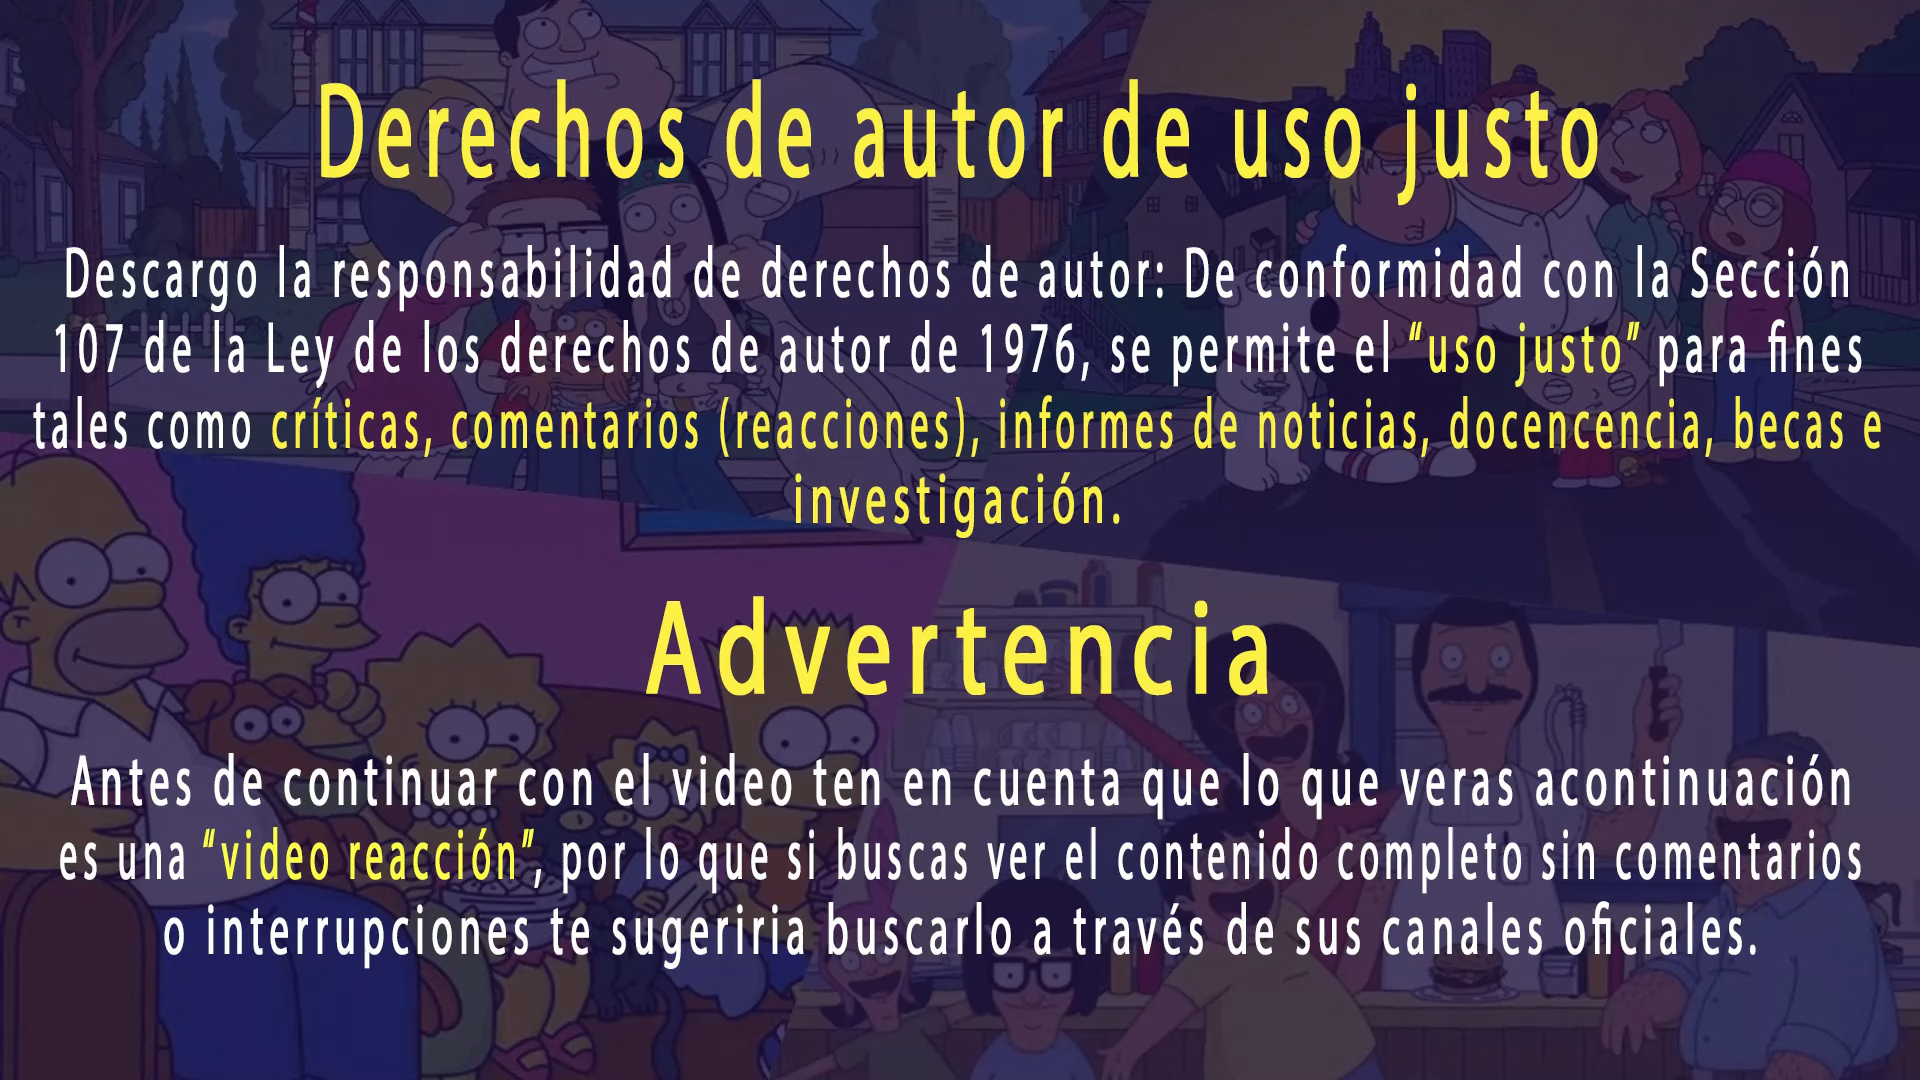 Derechos de autor de uso justo
Descargo la responsabilidad de derechos de autor: De conformidad con la Sección
107 de la Ley de los derechos de autor de 1976, se permite el “uso justo” para fines
tales como críticas, comentarios (reacciones), informes de noticias, docencencia, becas e
investigación.
Advertencia
Antes de continuar con el video ten en cuenta que lo que veras acontinuación
es una “video reacción”, por lo que si buscas ver el contenido completo sin comentarios
o interrupciones te sugeriria buscarlo a través de sus canales oficiales.